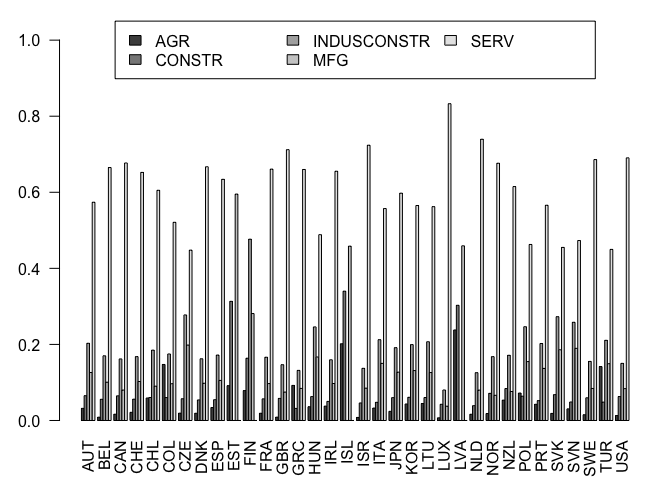 AGR INDUSCONSTR SERV
CONSTR MFG
1.0
0.8
0.6
0.4
0.2
0.0
AUT BEL CAN CHE CHL COL CZE DNK ESP EST FIN FRA GBR GRC HUN IRL ISL ISR ITA JPN KOR LTU LUX LVA NLD NOR NZL POL PRT SVK SVN SWE TUR USA